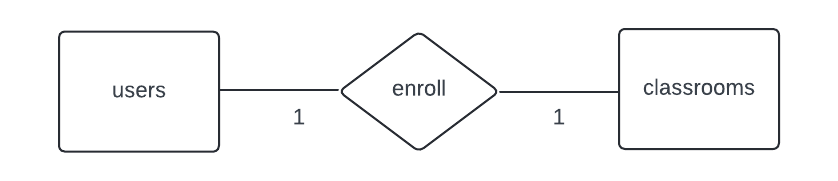 users
enroll
classrooms
1
1